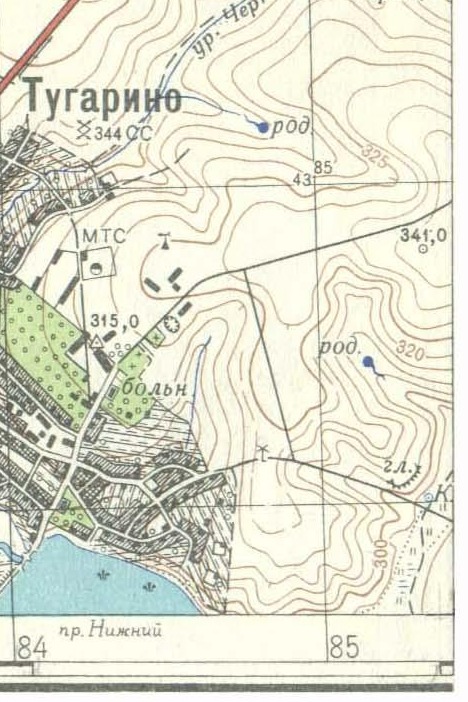 ур. Чер.
Тугарино
344 СС
род.
325
43 85
МТС
341,0
315,0
род.
320
больн.
гл.
К.
300
пр. Нижний
84
85